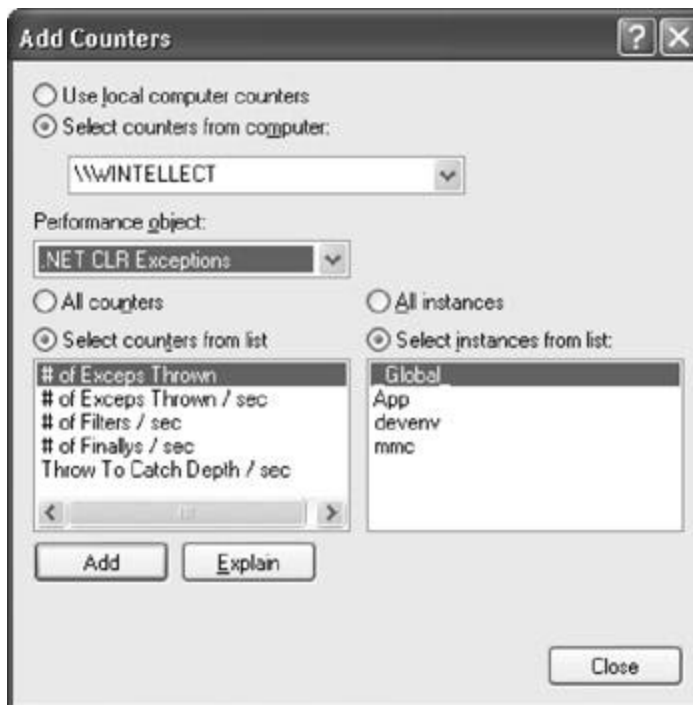 Add Counters
Use local computer counters
Select counters from computer:
\\WINTELLECT
Performance object:
.NET CLR Exceptions
All counters
All instances
Select counters from list
Select instances from list:
# of Exceps Thrown
# of Exceps Thrown / sec
# of Filters / sec
# of Finallys / sec
Throw To Catch Depth / sec
_Global_
App
devenv
mmc
Add
Explain
Close